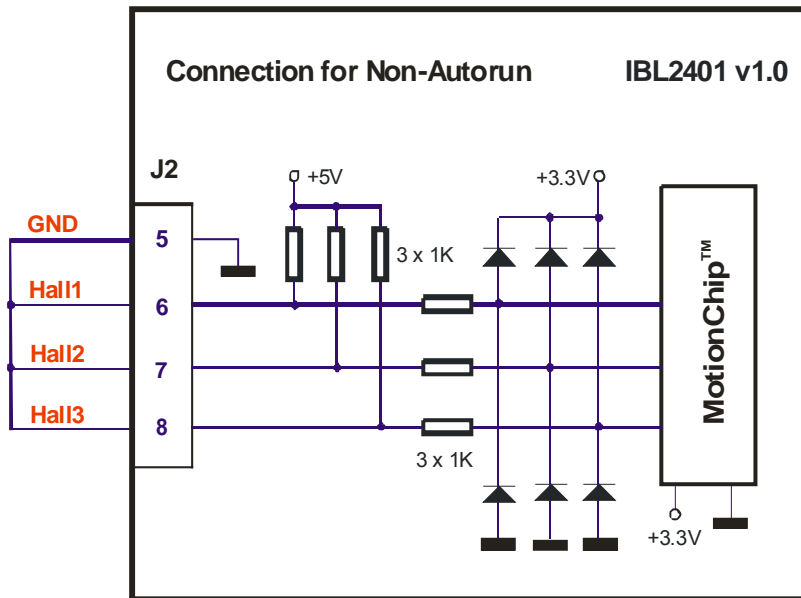 Connection for Non-Autorun
IBL2401 v1.0
J2
+5V
+3.3V
GND
5
3 x 1K
Hall1
6
Hall2
7
Hall3
8
3 x 1K
MotionChip™
+3.3V